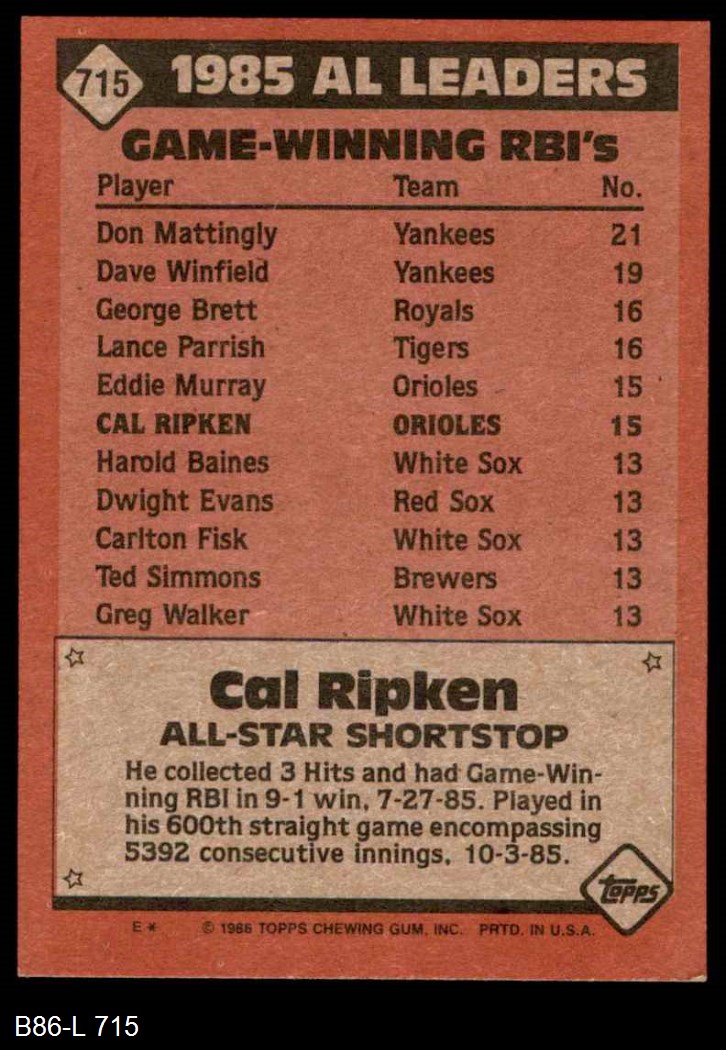 715 1985 AL LEADERS
GAME-WINNING RBI's
Player Team No.
Don Mattingly Yankees 21
Dave Winfield Yankees 19
George Brett Royals 16
Lance Parrish Tigers 16
Eddie Murray Orioles 15
CAL RIPKEN ORIOLES 15
Harold Baines White Sox 13
Dwight Evans Red Sox 13
Carlton Fisk White Sox 13
Ted Simmons Brewers 13
Greg Walker White Sox 13
Cal Ripken
ALL-STAR SHORTSTOP
He collected 3 Hits and had Game-Win-
ning RBI in 9-1 win, 7-27-85. Played in
his 600th straight game encompassing
5392 consecutive innings, 10-3-85.
topps
E * © 1986 TOPPS CHEWING GUM, INC. PRTD. IN U.S.A.
B86-L 715